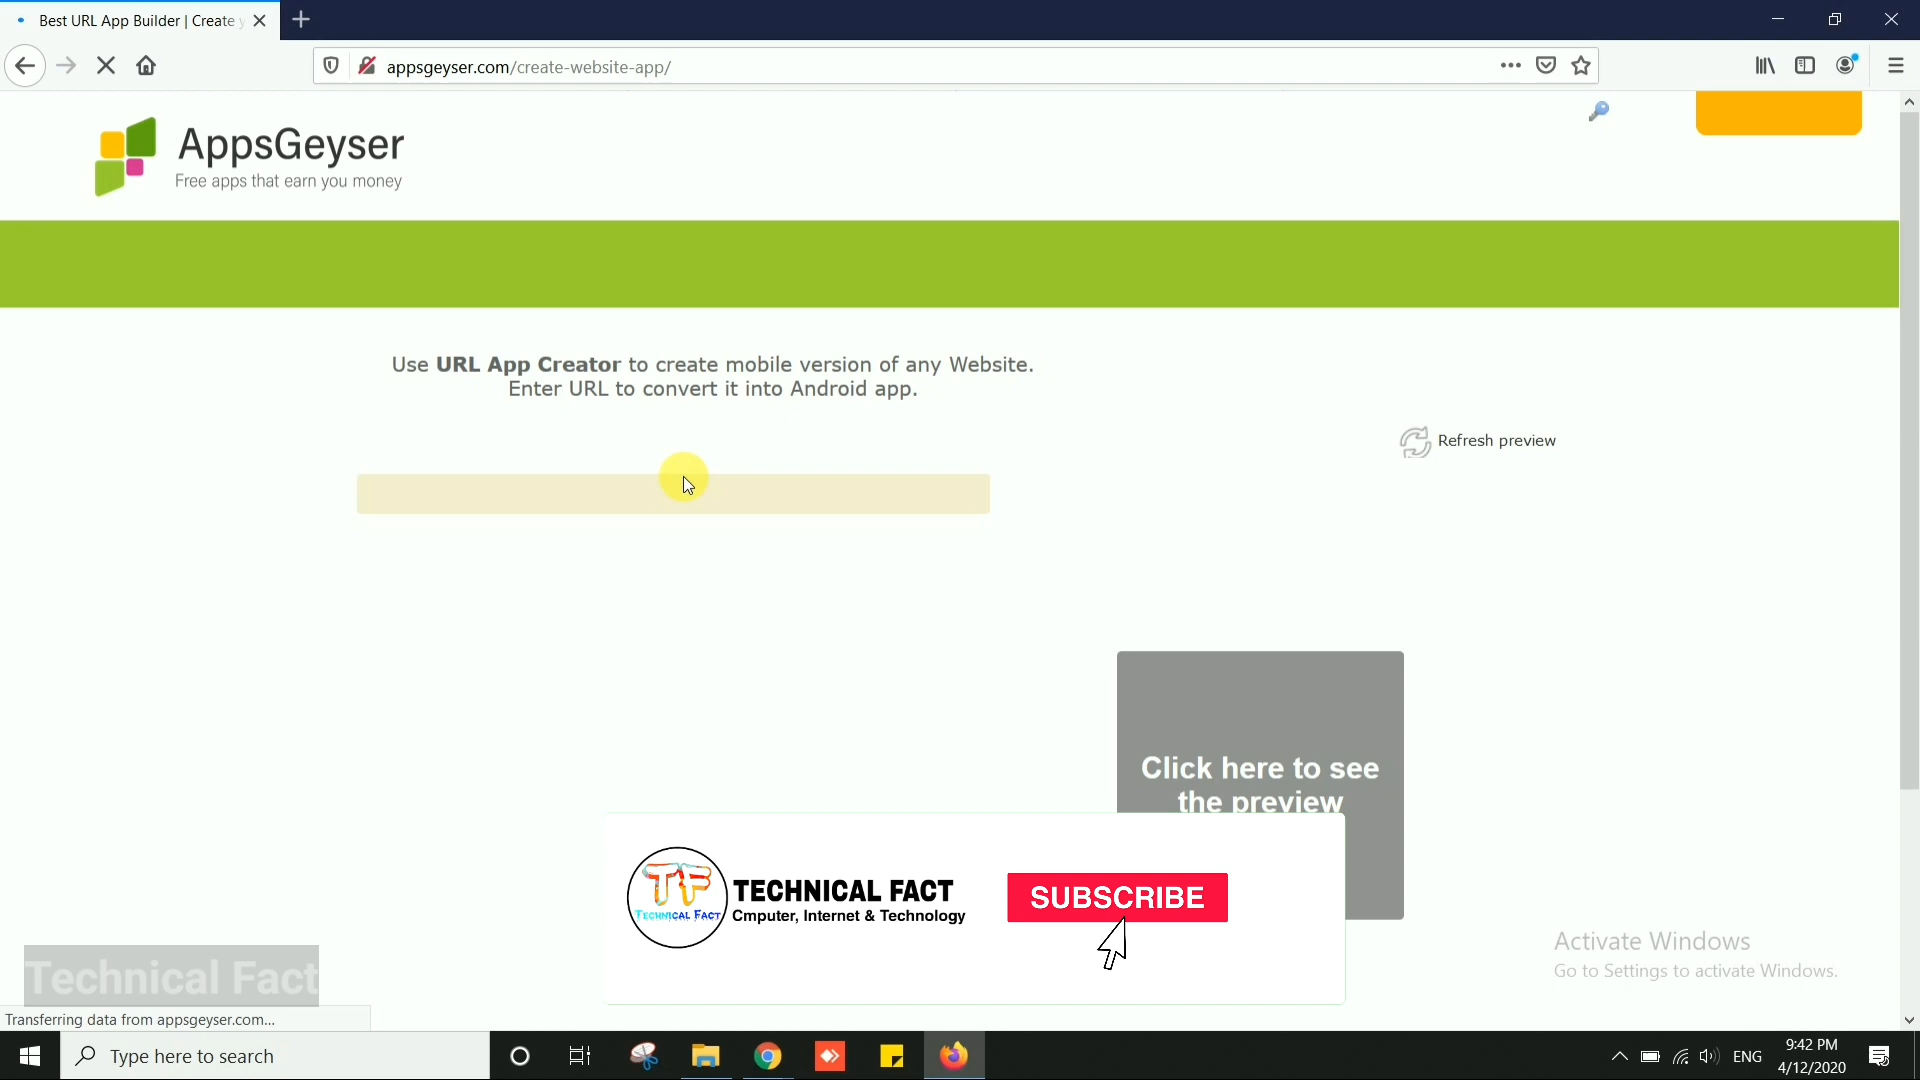 Best URL App Builder | Create y
appsgeyser.com/create-website-app/
AppsGeyser
Free apps that earn you money
Use URL App Creator to create mobile version of any Website.
Enter URL to convert it into Android app.
Refresh preview
Click here to see
the preview
TF
TECHNICAL FACT
TECHNICAL FACT
Cmputer, Internet & Technology
SUBSCRIBE
Activate Windows
Go to Settings to activate Windows.
Technical Fact
Transferring data from appsgeyser.com...
Type here to search
ENG
9:42 PM
4/12/2020